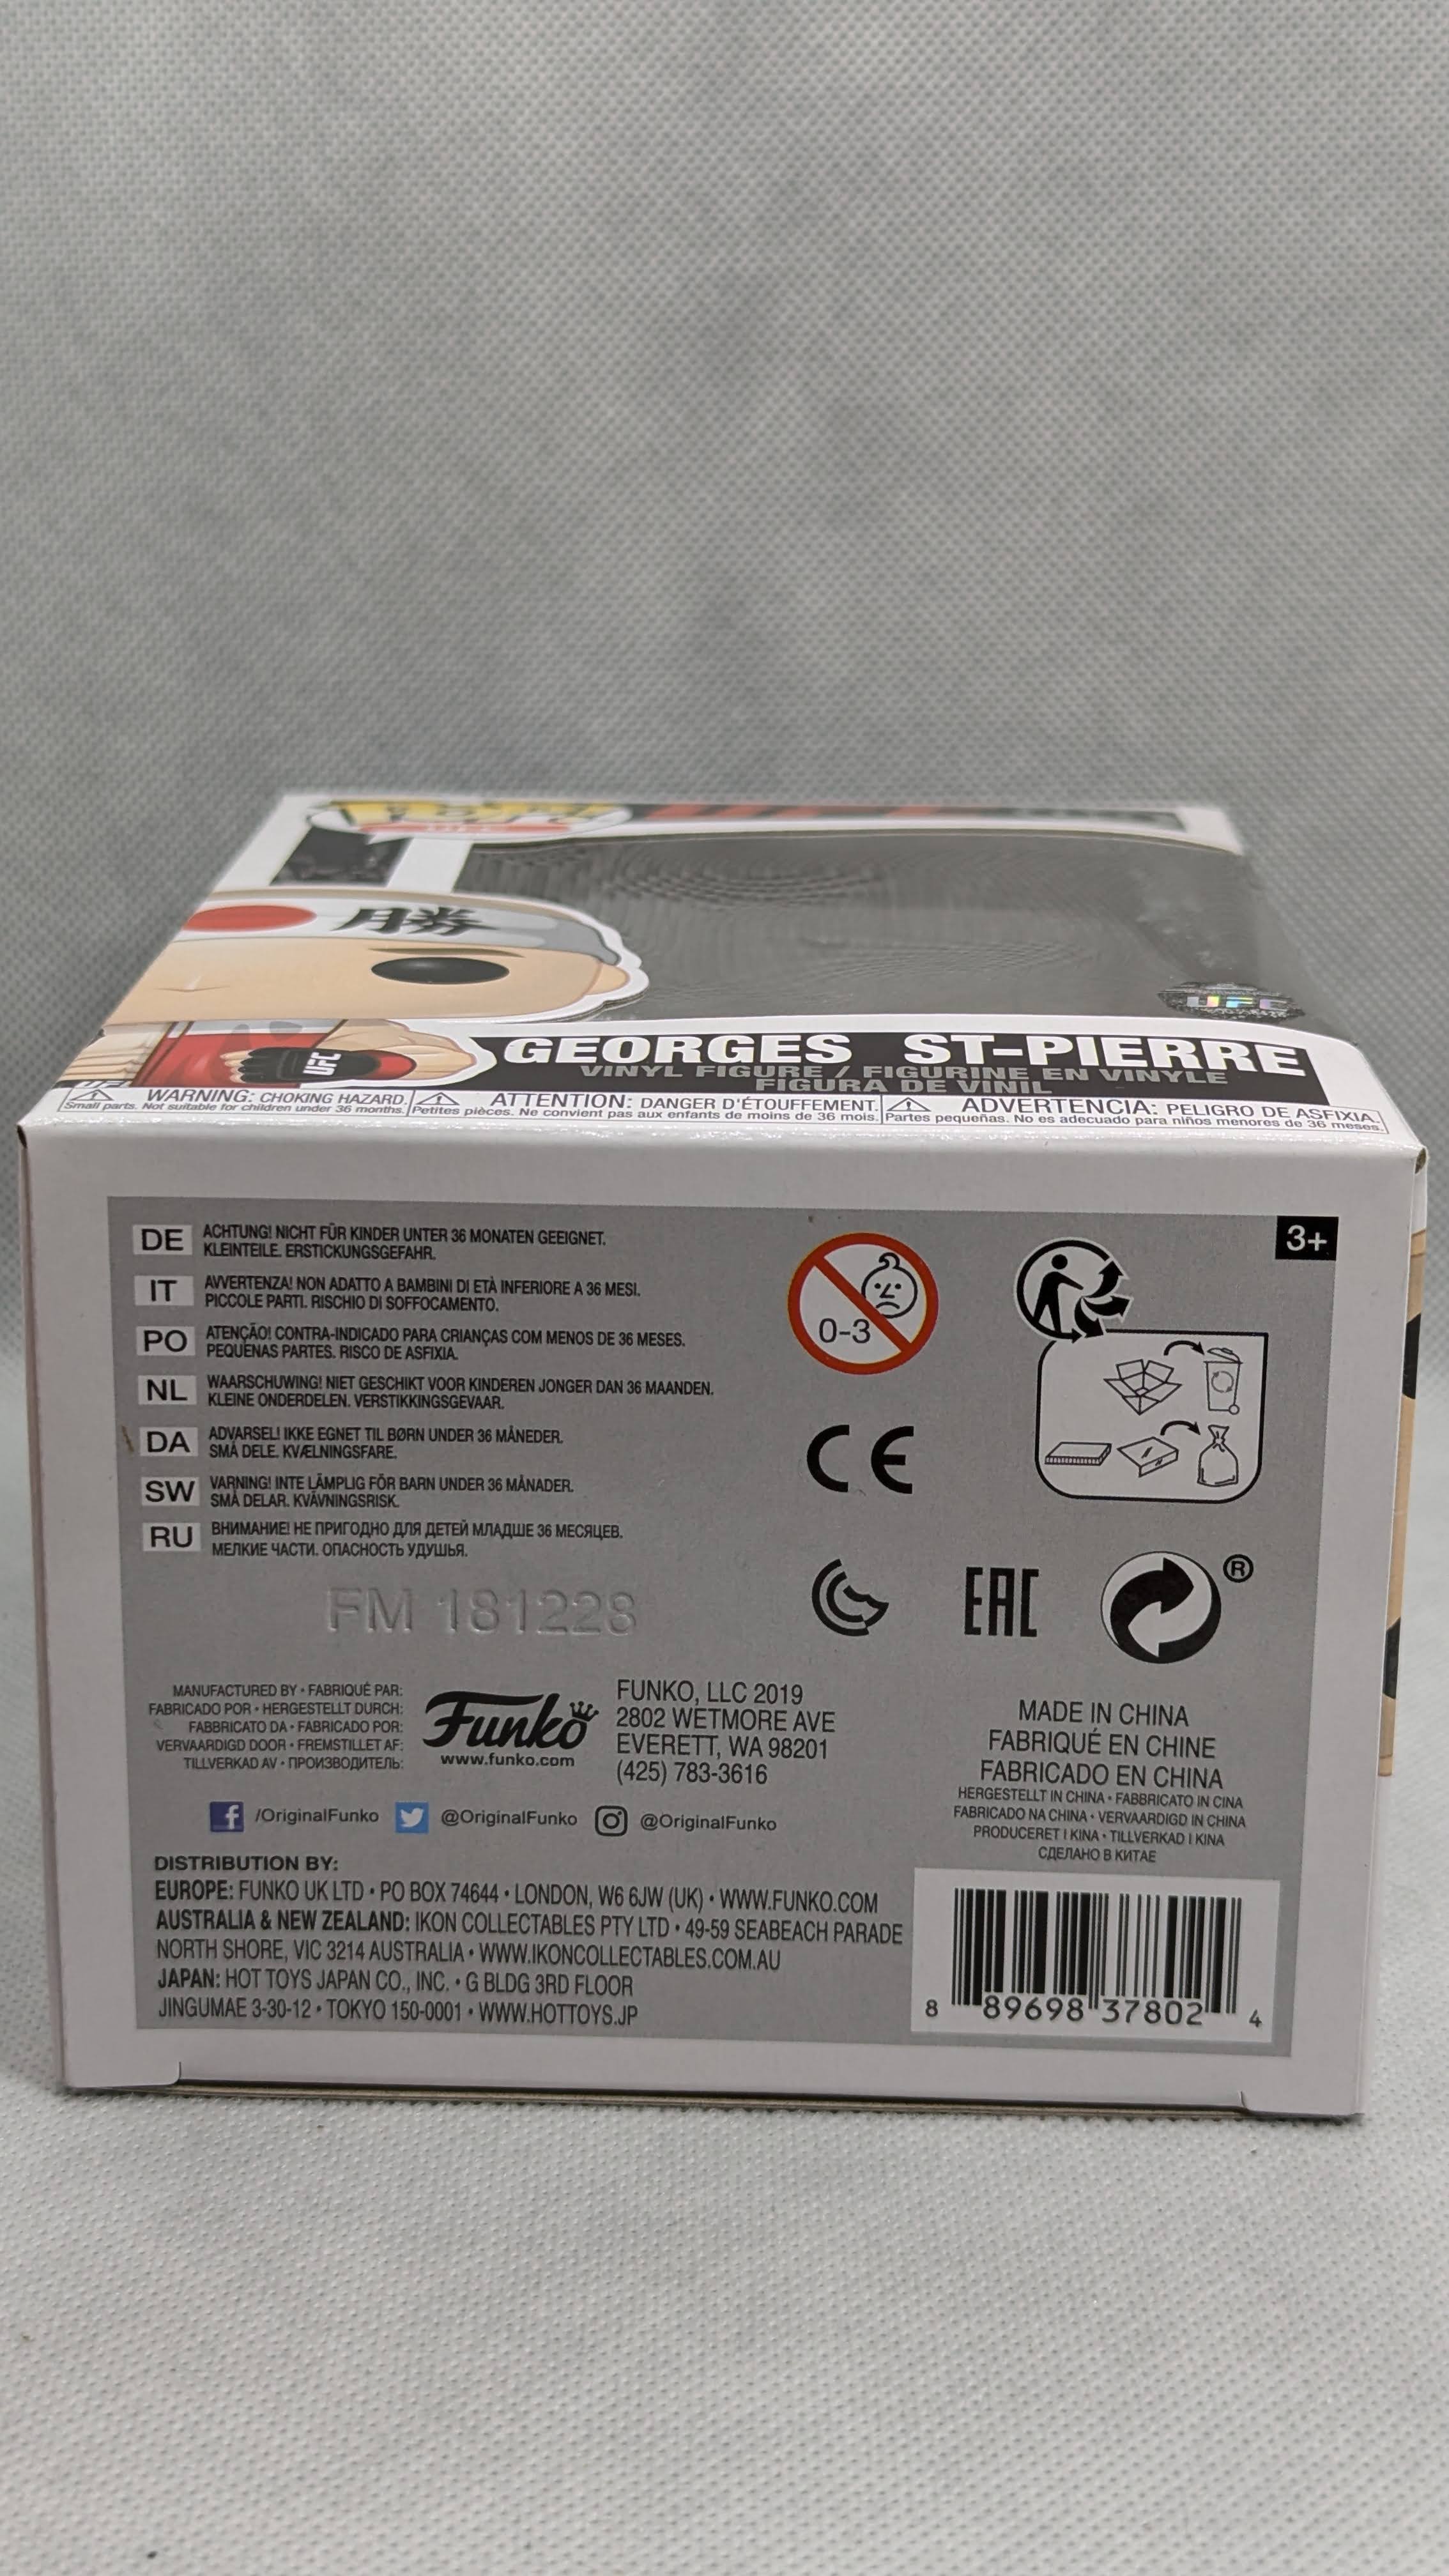 POP!
UFC
勝
UFC
UFC
GEORGES ST-PIERRE
VINYL FIGURE / FIGURINE EN VINYLE
FIGURA DE VINIL
WARNING: CHOKING HAZARD.
Small parts. Not suitable for children under 36 months.
ATTENTION: DANGER D'ÉTOUFFEMENT.
Petites pièces. Ne convient pas aux enfants de moins de 36 mois.
ADVERTENCIA: PELIGRO DE ASFIXIA.
Partes pequeñas. No es adecuado para niños menores de 36 meses.
DE ACHTUNG! NICHT FÜR KINDER UNTER 36 MONATEN GEEIGNET.
KLEINTEILE. ERSTICKUNGSGEFAHR.
IT AVVERTENZA! NON ADATTO A BAMBINI DI ETÀ INFERIORE A 36 MESI.
PICCOLE PARTI. RISCHIO DI SOFFOCAMENTO.
PO ATENÇÃO! CONTRA-INDICADO PARA CRIANÇAS COM MENOS DE 36 MESES.
PEQUENAS PARTES. RISCO DE ASFIXIA.
NL WAARSCHUWING! NIET GESCHIKT VOOR KINDEREN JONGER DAN 36 MAANDEN.
KLEINE ONDERDELEN. VERSTIKKINGSGEVAAR.
DA ADVARSEL! IKKE EGNET TIL BØRN UNDER 36 MÅNEDER.
SMÅ DELE. KVÆLNINGSFARE.
SW VARNING! INTE LÄMPLIG FÖR BARN UNDER 36 MÅNADER.
SMÅ DELAR. KVÄVNINGSRISK.
RU ВНИМАНИЕ! НЕ ПРИГОДНО ДЛЯ ДЕТЕЙ МЛАДШЕ 36 МЕСЯЦЕВ.
МЕЛКИЕ ЧАСТИ. ОПАСНОСТЬ УДУШЬЯ.
0-3
3+
CE
EAC
®
FM 181228
MANUFACTURED BY • FABRIQUÉ PAR:
FABRICADO POR • HERGESTELLT DURCH:
FABBRICATO DA • FABRICADO POR:
VERVAARDIGD DOOR • FREMSTILLET AF:
TILLVERKAD AV • ПРОИЗВОДИТЕЛЬ:
Funko
www.funko.com
FUNKO, LLC 2019
2802 WETMORE AVE
EVERETT, WA 98201
(425) 783-3616
/OriginalFunko @OriginalFunko @OriginalFunko
MADE IN CHINA
FABRIQUÉ EN CHINE
FABRICADO EN CHINA
HERGESTELLT IN CHINA • FABBRICATO IN CINA
FABRICADO NA CHINA • VERVAARDIGD IN CHINA
PRODUCERET I KINA • TILLVERKAD I KINA
СДЕЛАНО В КИТАЕ
DISTRIBUTION BY:
EUROPE: FUNKO UK LTD • PO BOX 74644 • LONDON, W6 6JW (UK) • WWW.FUNKO.COM
AUSTRALIA & NEW ZEALAND: IKON COLLECTABLES PTY LTD • 49-59 SEABEACH PARADE
NORTH SHORE, VIC 3214 AUSTRALIA • WWW.IKONCOLLECTABLES.COM.AU
JAPAN: HOT TOYS JAPAN CO., INC. • G BLDG 3RD FLOOR
JINGUMAE 3-30-12 • TOKYO 150-0001 • WWW.HOTTOYS.JP
8 89698 37802 4